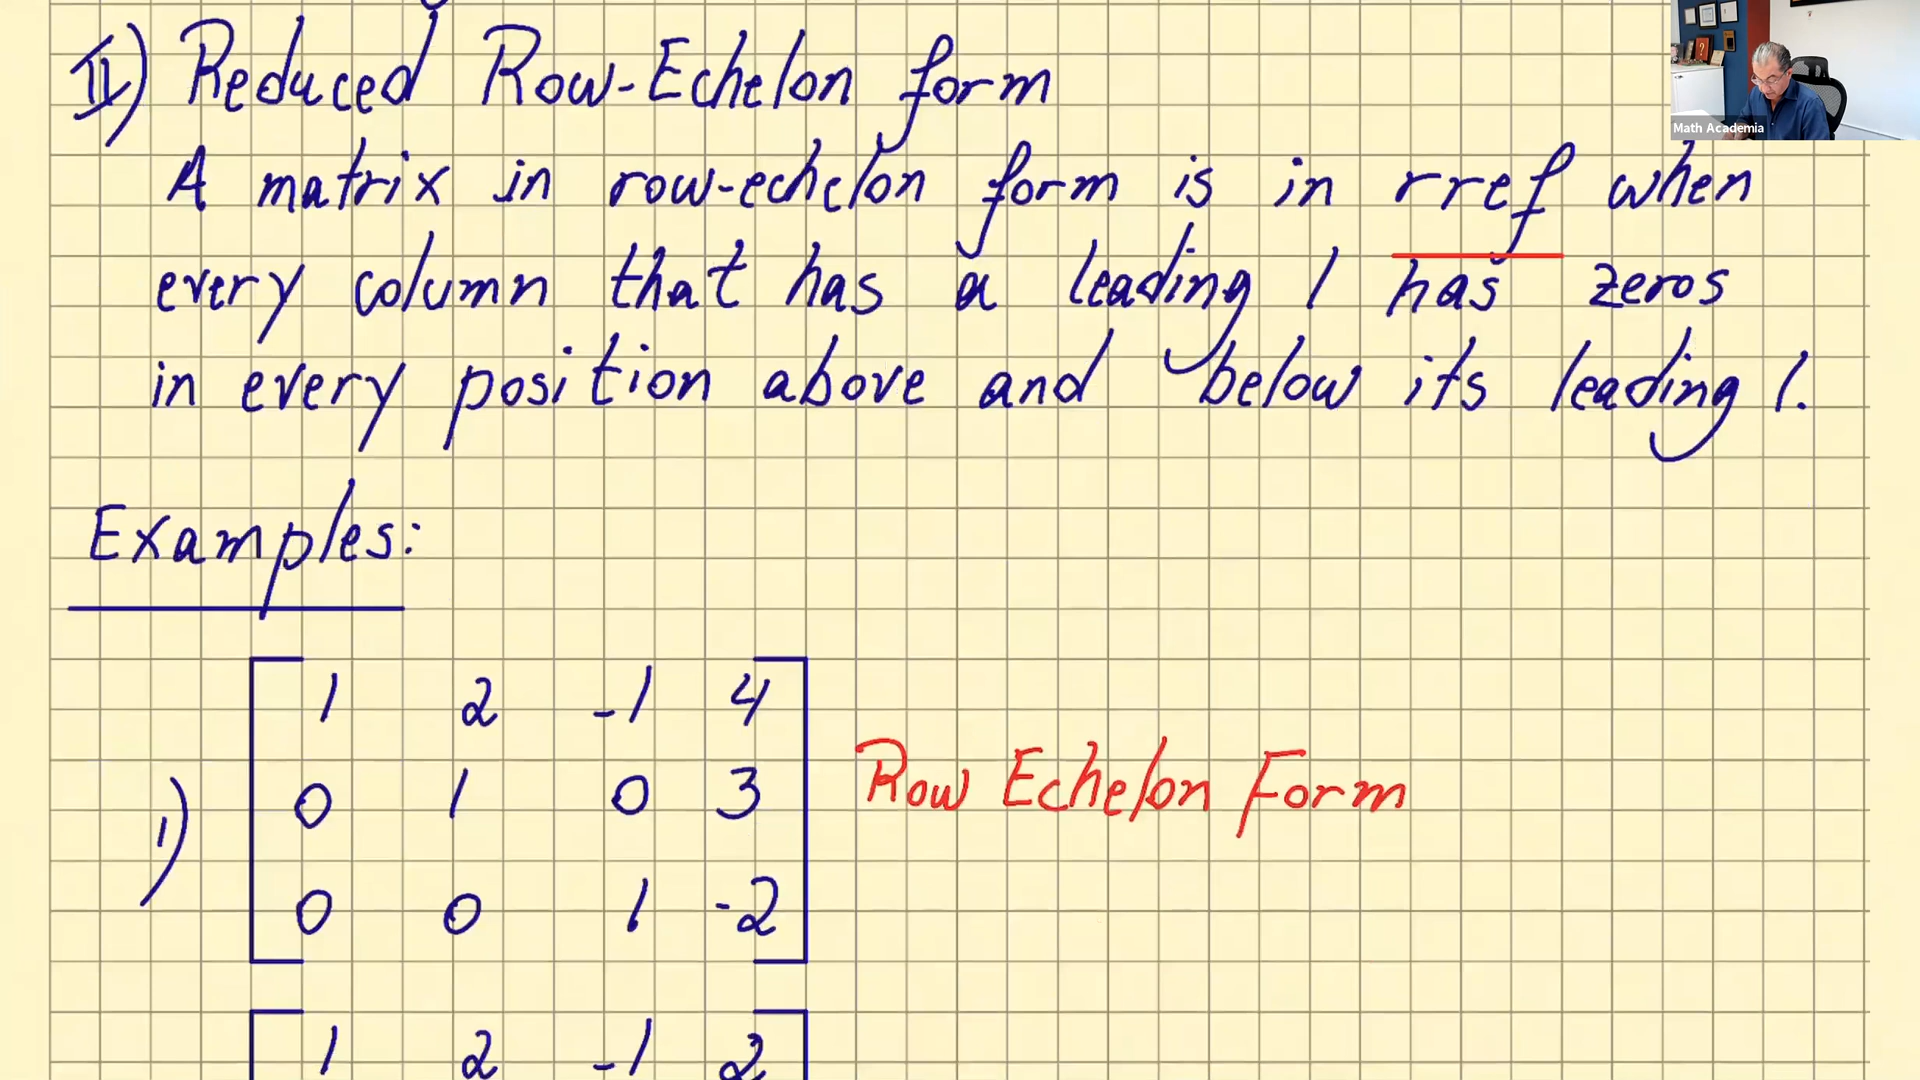 II) Reduced Row-Echelon form
Math Academia
A matrix in row-echelon form is in rref when
every column that has a leading 1 has zeros
in every position above and below its leading 1.
Examples:
1) 
1 2 -1 4
0 1 0 3
0 0 1 -2
Row Echelon Form
1 2 -1 2